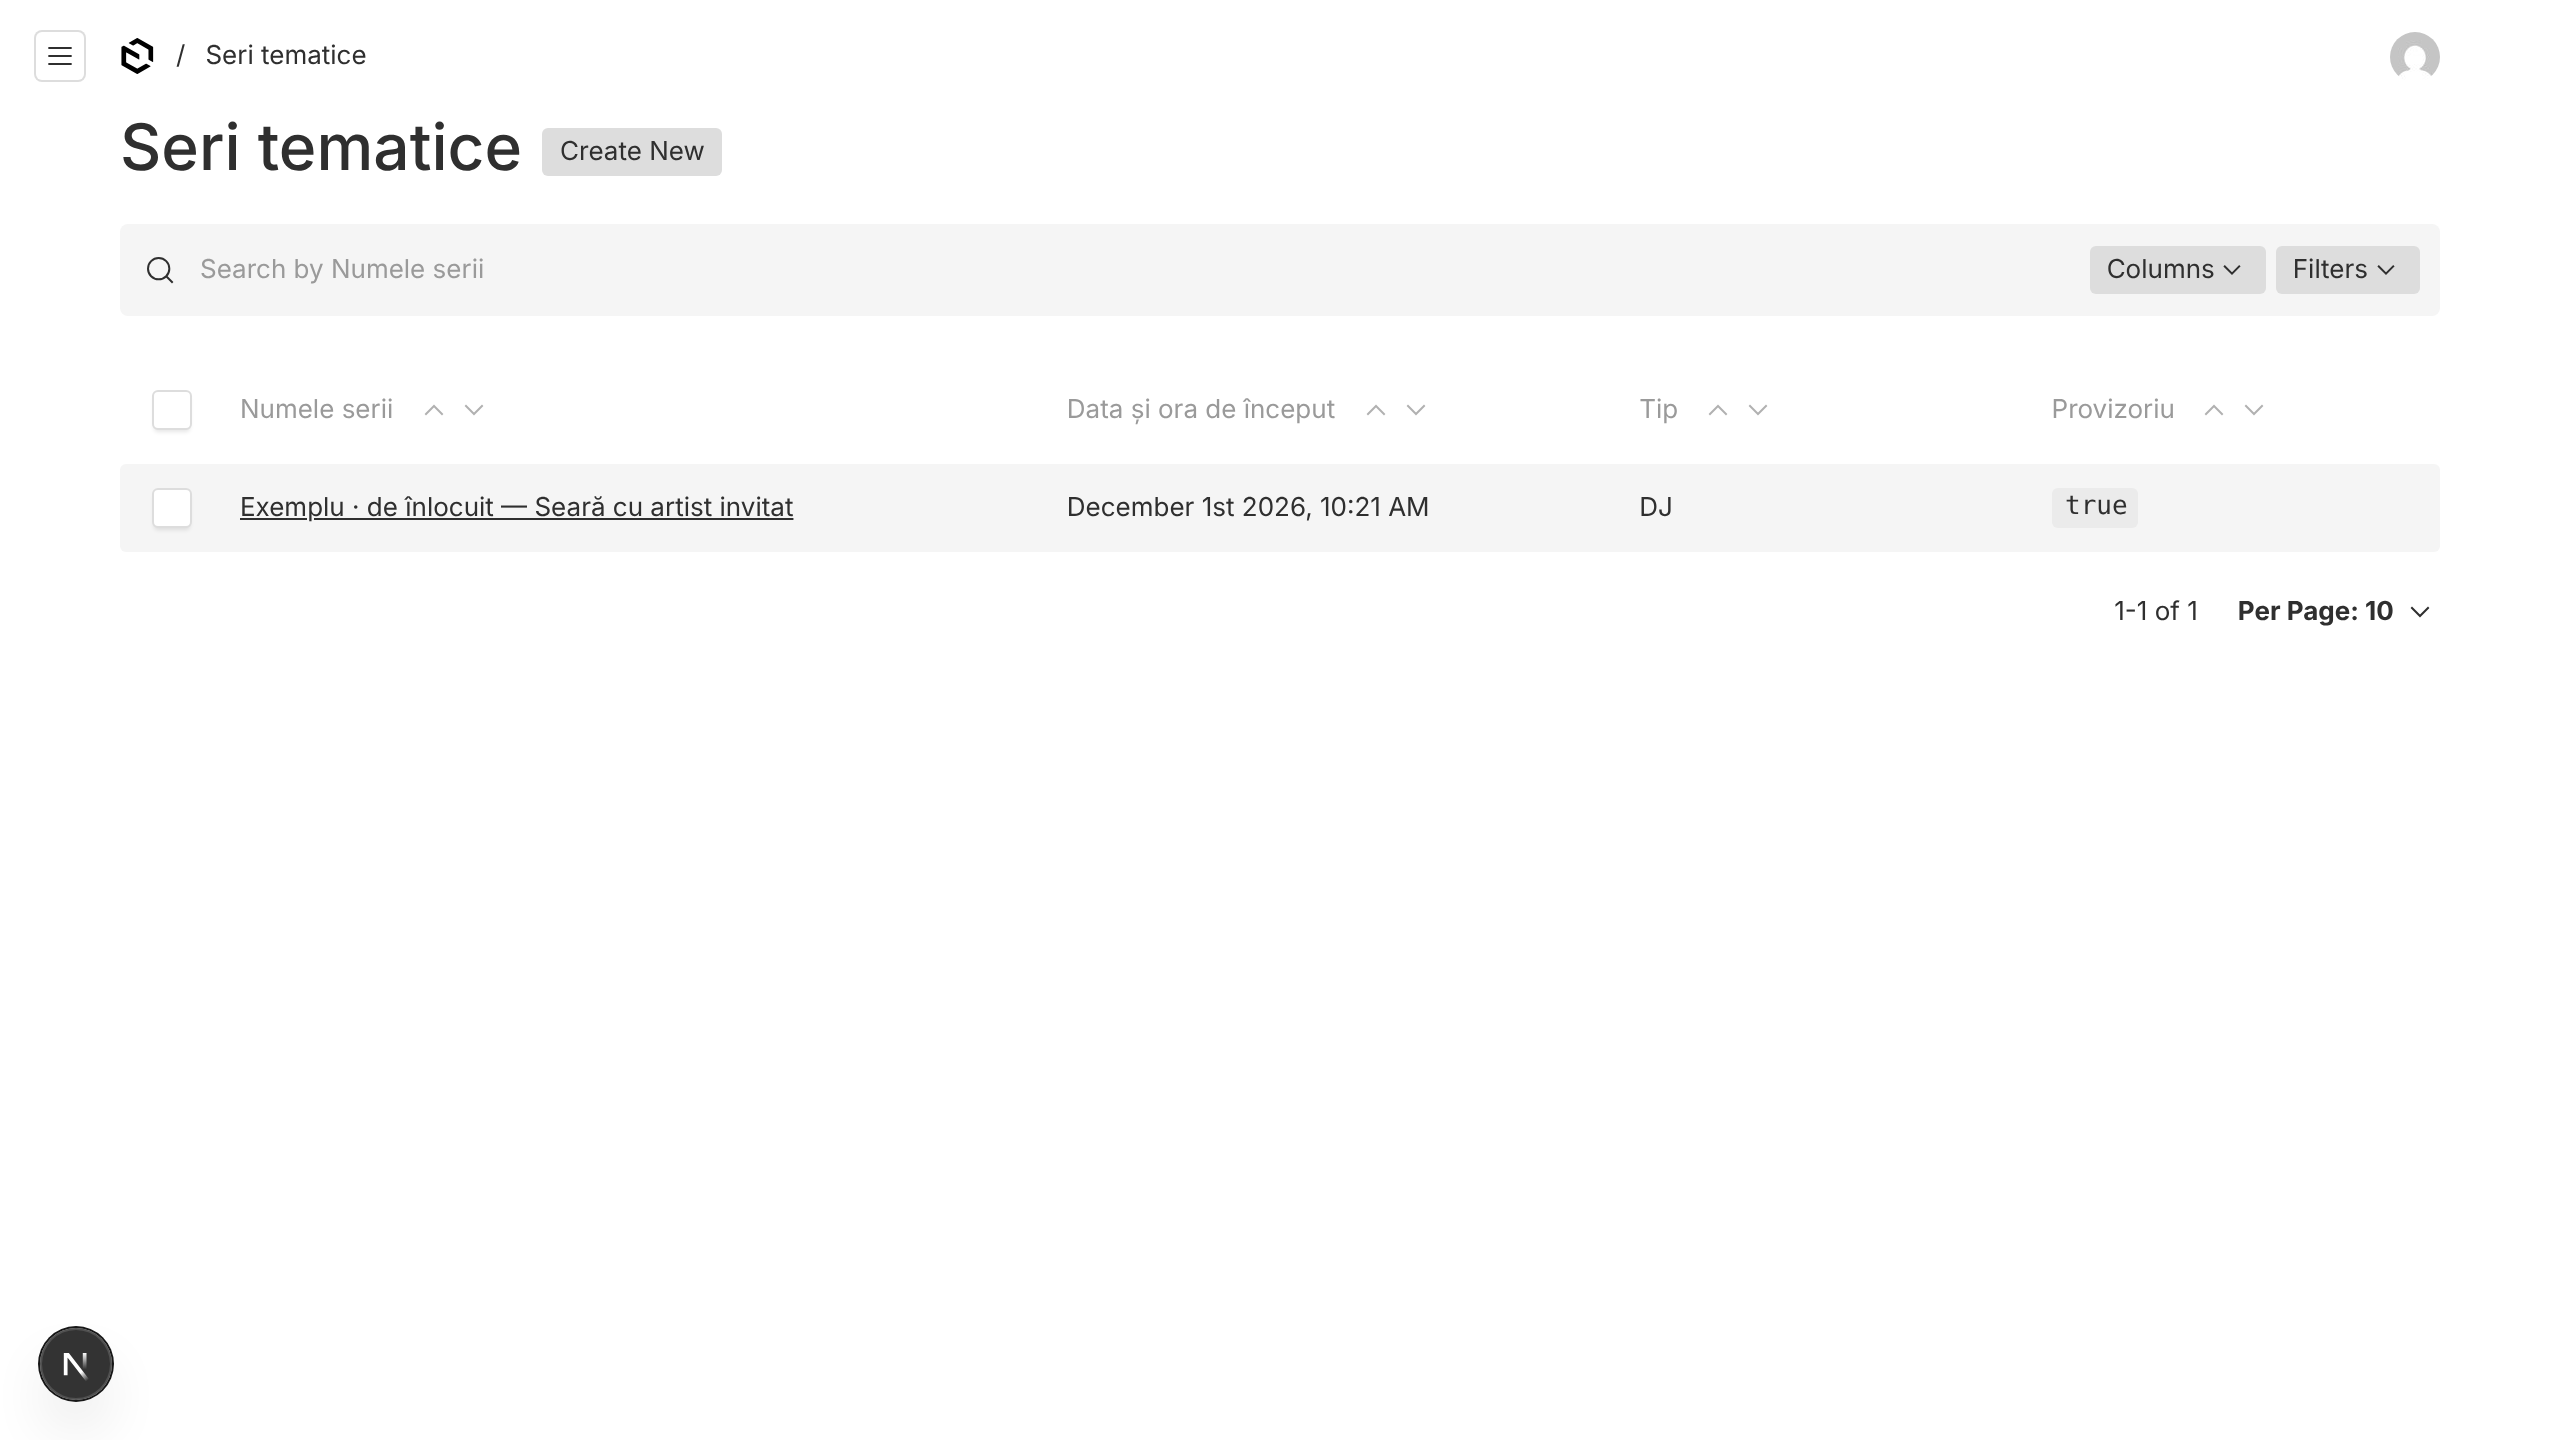 / Seri tematice
Seri tematice Create New
Search by Numele serii Columns Filters
Numele serii Data și ora de început Tip Provizoriu
Exemplu · de înlocuit — Seară cu artist invitat December 1st 2026, 10:21 AM DJ true
1-1 of 1 Per Page: 10
N